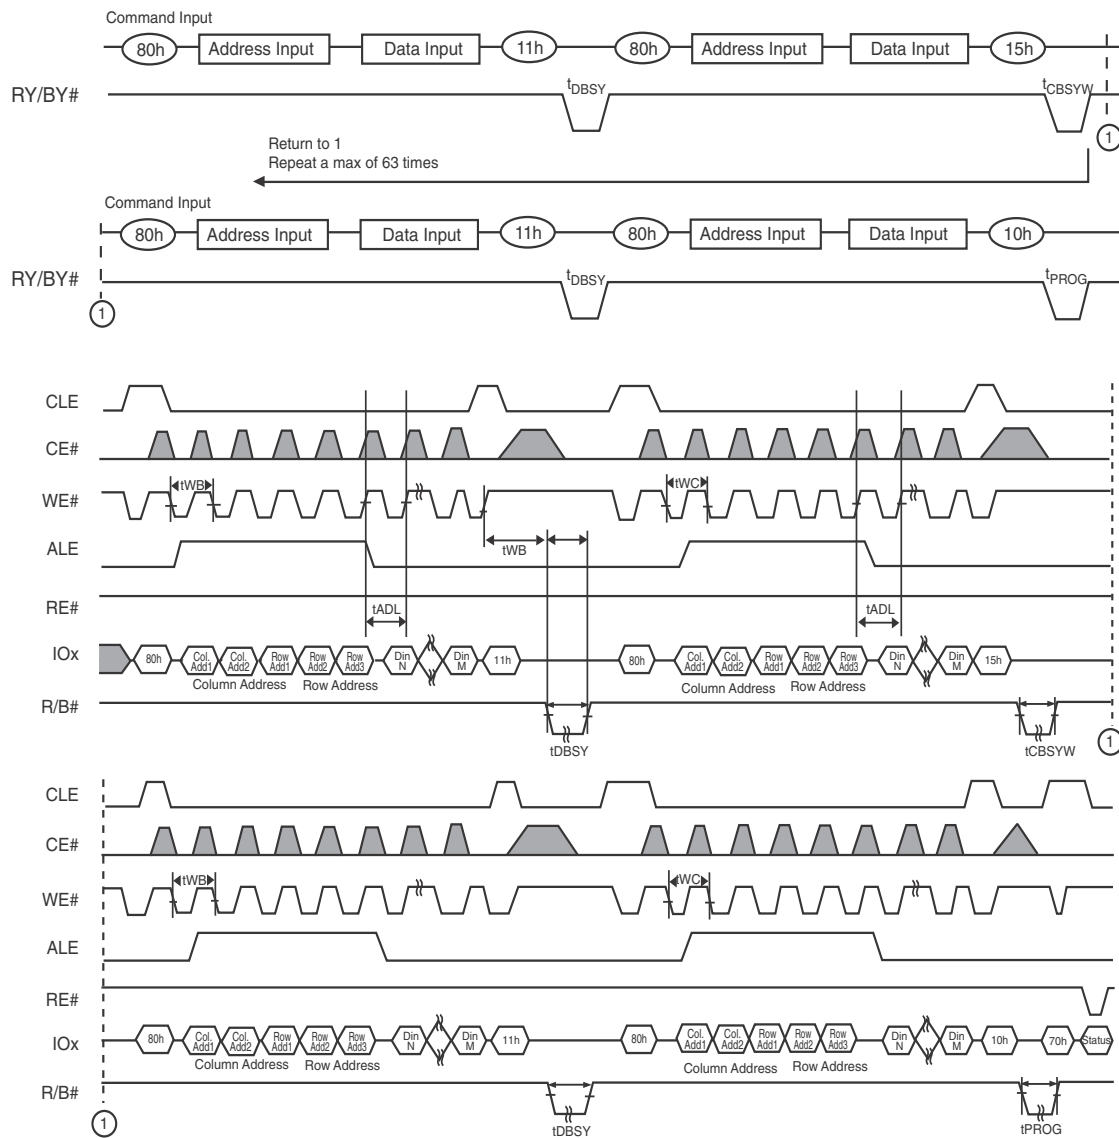 Command Input
80h Address Input Data Input 11h 80h Address Input Data Input 15h
RY/BY# tDBSY tCBSYW
1
Return to 1
Repeat a max of 63 times
Command Input
80h Address Input Data Input 11h 80h Address Input Data Input 10h
RY/BY# tDBSY tPROG
1
CLE
CE#
WE# tWB tWC
ALE tWB
RE# tADL tADL
IOx 80h Col. Add1 Col. Add2 Row Add1 Row Add2 Row Add3 Din N Din M 11h 80h Col. Add1 Col. Add2 Row Add1 Row Add2 Row Add3 Din N Din M 15h
Column Address Row Address Column Address Row Address
R/B#
tDBSY tCBSYW 1
CLE
CE#
WE# tWB tWC
ALE
RE#
IOx 80h Col. Add1 Col. Add2 Row Add1 Row Add2 Row Add3 Din N Din M 11h 80h Col. Add1 Col. Add2 Row Add1 Row Add2 Row Add3 Din N Din M 10h 70h Status
Column Address Row Address Column Address Row Address
R/B#
1 tDBSY tPROG